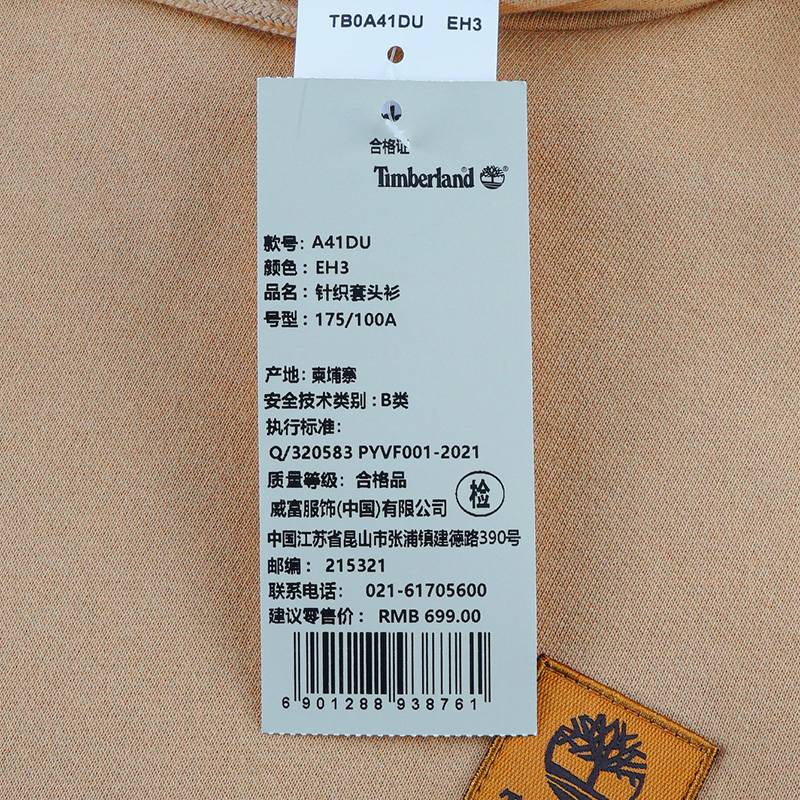 TB0A41DU EH3
合格证
Timberland®
款号: A41DU
颜色: EH3
品名: 针织套头衫
号型: 175/100A
产地: 柬埔寨
安全技术类别: B类
执行标准:
Q/320583 PYVF001-2021
质量等级: 合格品
检
威富服饰(中国)有限公司
中国江苏省昆山市张浦镇建德路390号
邮编: 215321
联系电话: 021-61705600
建议零售价: RMB 699.00
6 901288 938761